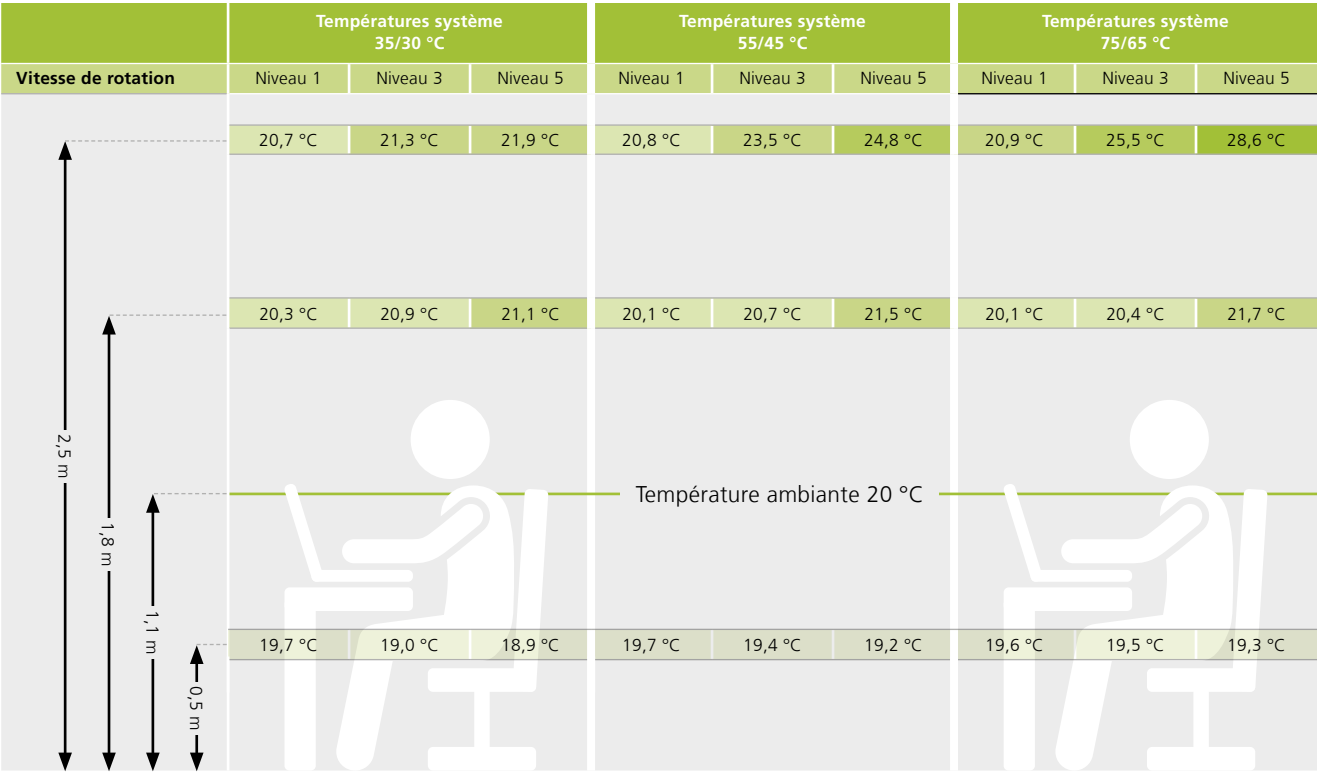 Températures système
35/30 °C
Températures système
55/45 °C
Températures système
75/65 °C
Vitesse de rotation Niveau 1 Niveau 3 Niveau 5 Niveau 1 Niveau 3 Niveau 5 Niveau 1 Niveau 3 Niveau 5
20,7 °C 21,3 °C 21,9 °C 20,8 °C 23,5 °C 24,8 °C 20,9 °C 25,5 °C 28,6 °C
20,3 °C 20,9 °C 21,1 °C 20,1 °C 20,7 °C 21,5 °C 20,1 °C 20,4 °C 21,7 °C
2,5 m
Température ambiante 20 °C
1,8 m
1,1 m
19,7 °C 19,0 °C 18,9 °C 19,7 °C 19,4 °C 19,2 °C 19,6 °C 19,5 °C 19,3 °C
0,5 m